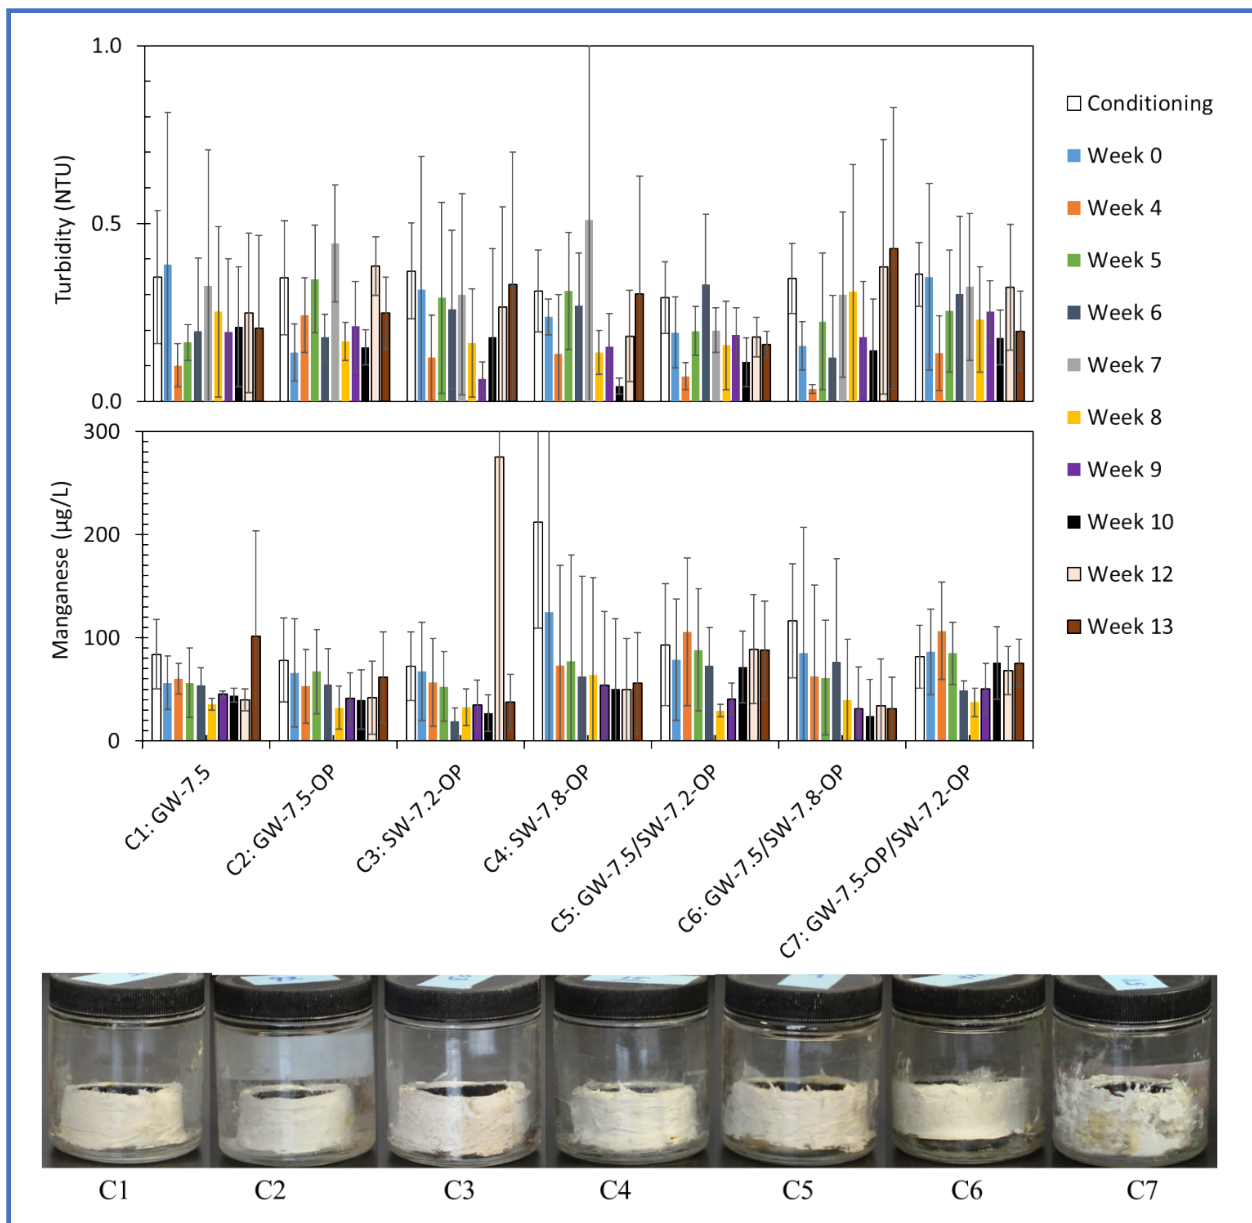 1.0
0.5
0.0
Turbidity (NTU)
Conditioning
Week 0
Week 4
Week 5
Week 6
Week 7
Week 8
Week 9
Week 10
Week 12
Week 13
300
200
100
0
Manganese (µg/L)
C1: GW-7.5
C2: GW-7.5-OP
C3: SW-7.2-OP
C4: SW-7.8-OP
C5: GW-7.5/SW-7.2-OP
C6: GW-7.5/SW-7.8-OP
C7: GW-7.5-OP/SW-7.2-OP
C1 C2 C3 C4 C5 C6 C7